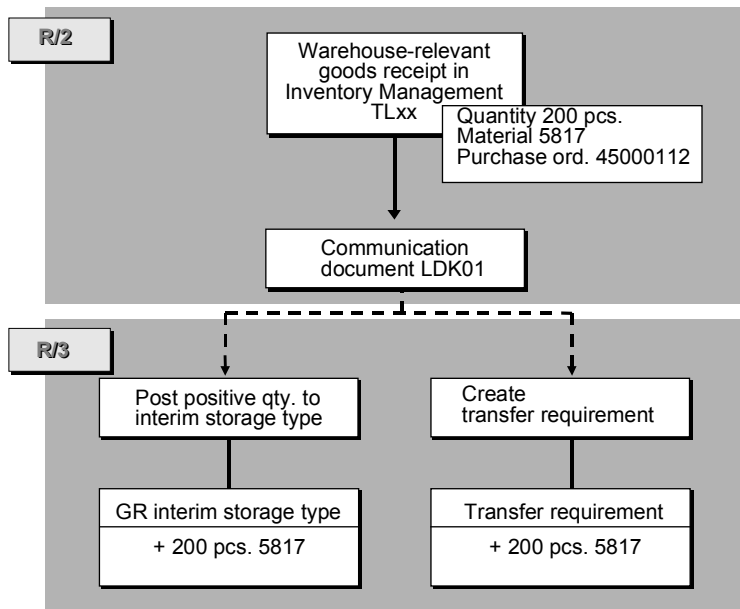 R/2
Warehouse-relevant
goods receipt in
Inventory Management
TLxx
Quantity 200 pcs.
Material 5817
Purchase ord. 45000112
Communication
document LDK01
R/3
Post positive qty. to
interim storage type
Create
transfer requirement
GR interim storage type
+ 200 pcs. 5817
Transfer requirement
+ 200 pcs. 5817